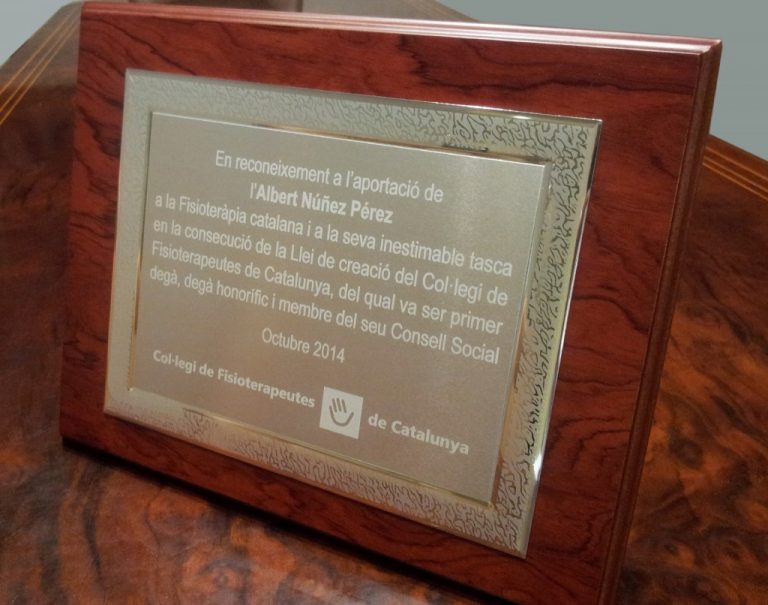 En reconeixement a l'aportació de
l'Albert Núñez Pérez
a la Fisioteràpia catalana i a la seva inestimable tasca
en la consecució de la Llei de creació del Col·legi de
Fisioterapeutes de Catalunya, del qual va ser primer
degà, degà honorífic i membre del seu Consell Social
Octubre 2014
Col·legi de Fisioterapeutes de Catalunya